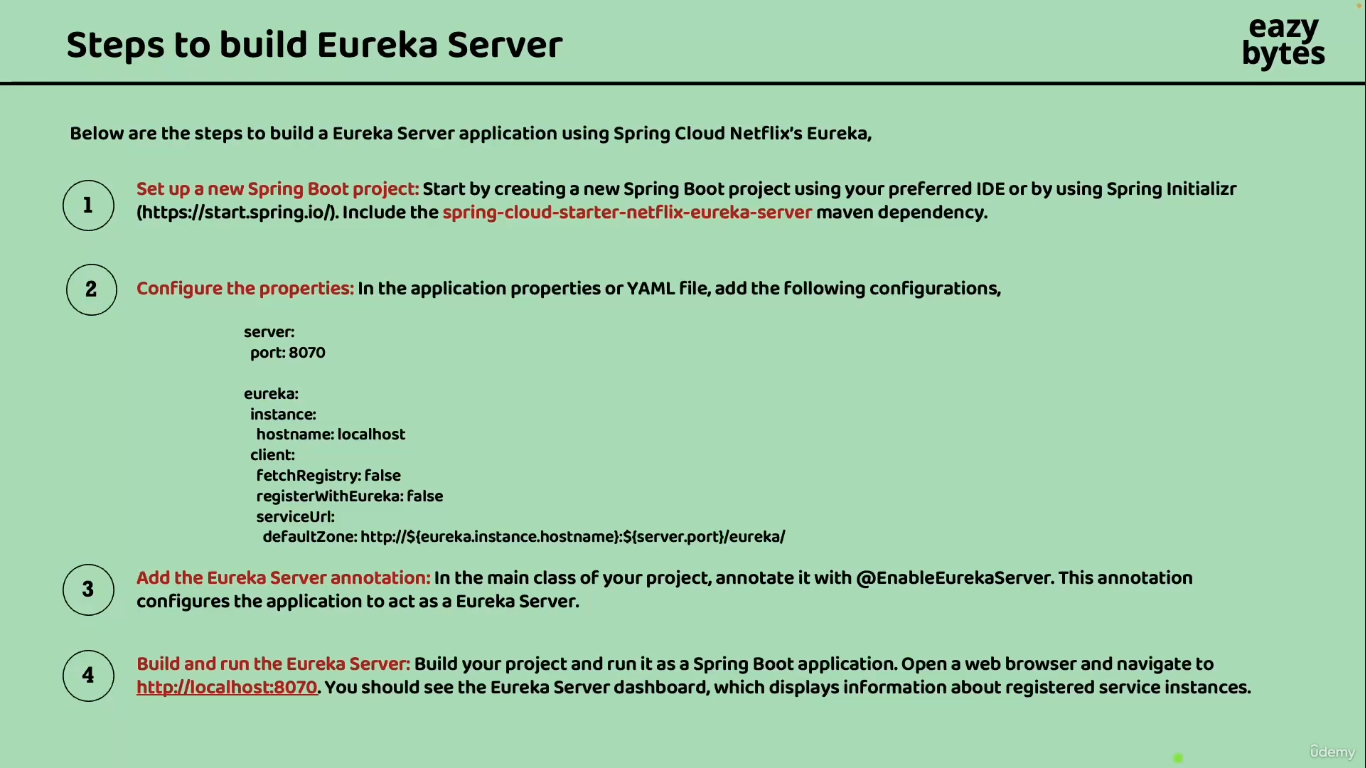 Steps to build Eureka Server
eazy
bytes
Below are the steps to build a Eureka Server application using Spring Cloud Netflix's Eureka,
1
Set up a new Spring Boot project: Start by creating a new Spring Boot project using your preferred IDE or by using Spring Initializr
(https://start.spring.io/). Include the spring-cloud-starter-netflix-eureka-server maven dependency.
2
Configure the properties: In the application properties or YAML file, add the following configurations,
server:
  port: 8070
eureka:
  instance:
    hostname: localhost
  client:
    fetchRegistry: false
    registerWithEureka: false
    serviceUrl:
      defaultZone: http://${eureka.instance.hostname}:${server.port}/eureka/
3
Add the Eureka Server annotation: In the main class of your project, annotate it with @EnableEurekaServer. This annotation
configures the application to act as a Eureka Server.
4
Build and run the Eureka Server: Build your project and run it as a Spring Boot application. Open a web browser and navigate to
http://localhost:8070. You should see the Eureka Server dashboard, which displays information about registered service instances.
ûdemy